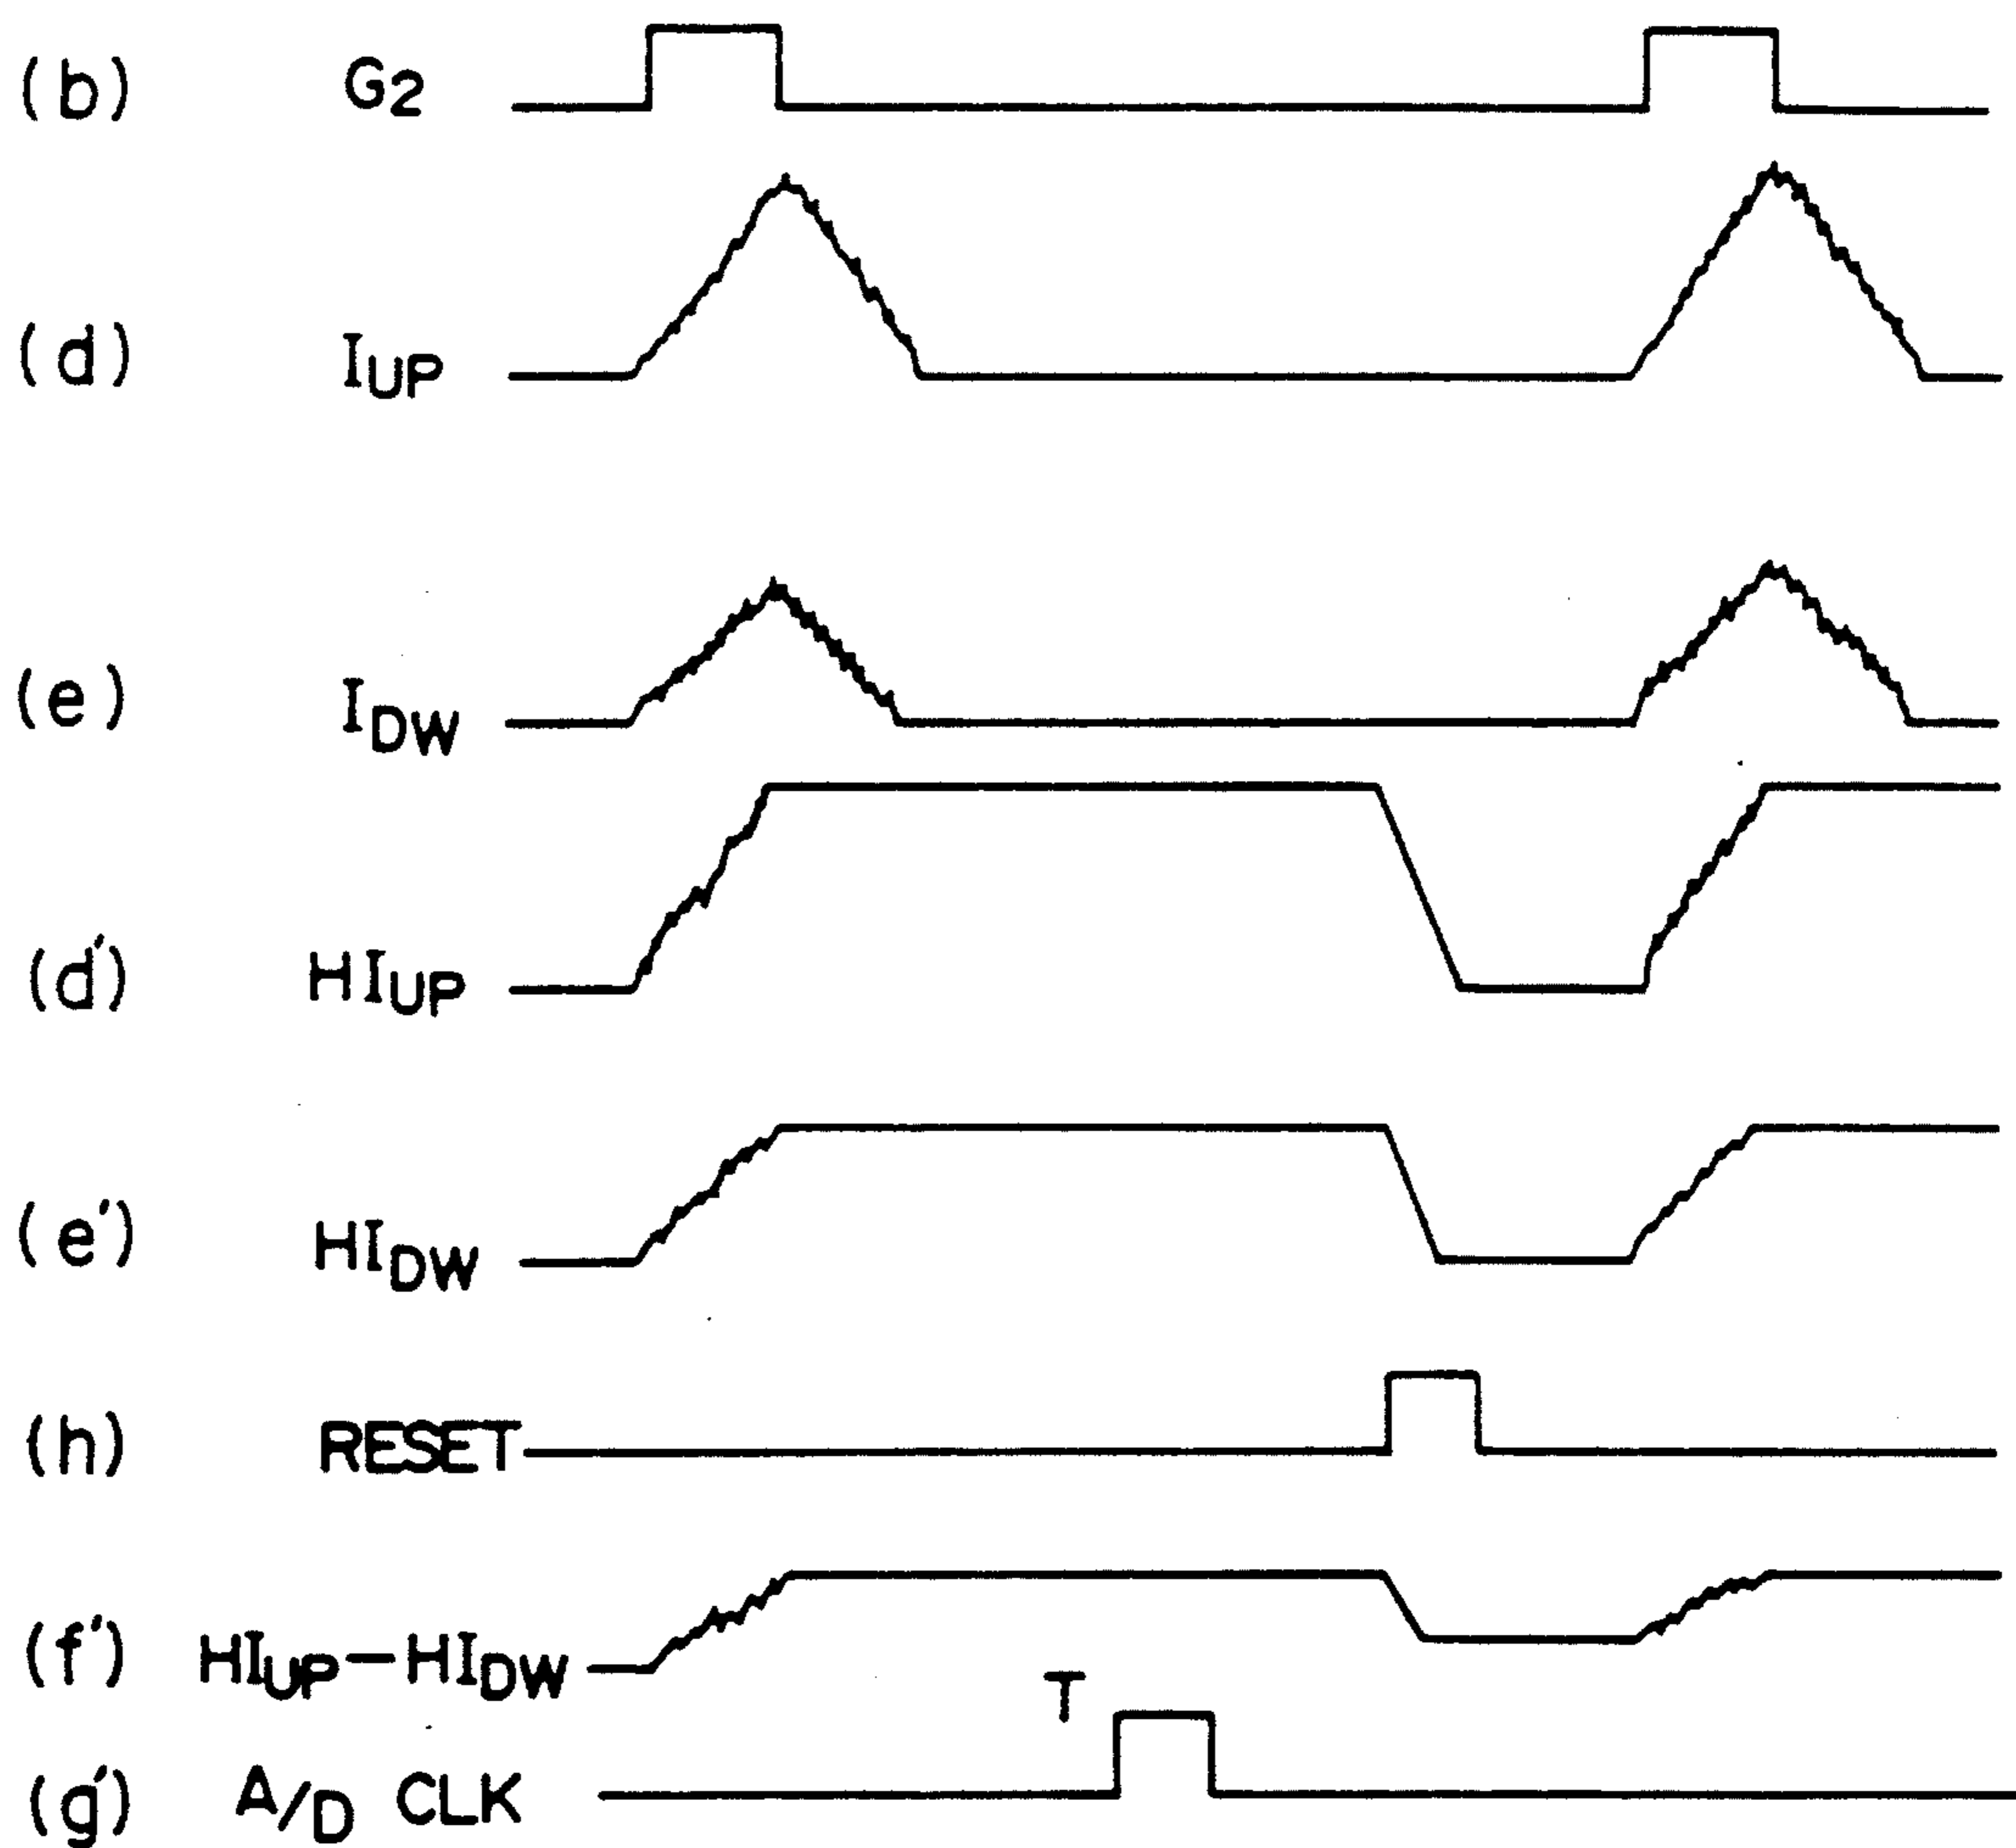 (b) G2
(d) IUP
(e) IDW
(d') HIUP
(e') HIDW
(h) RESET
(f') HIUP-HIDW
T
(g') A/D CLK